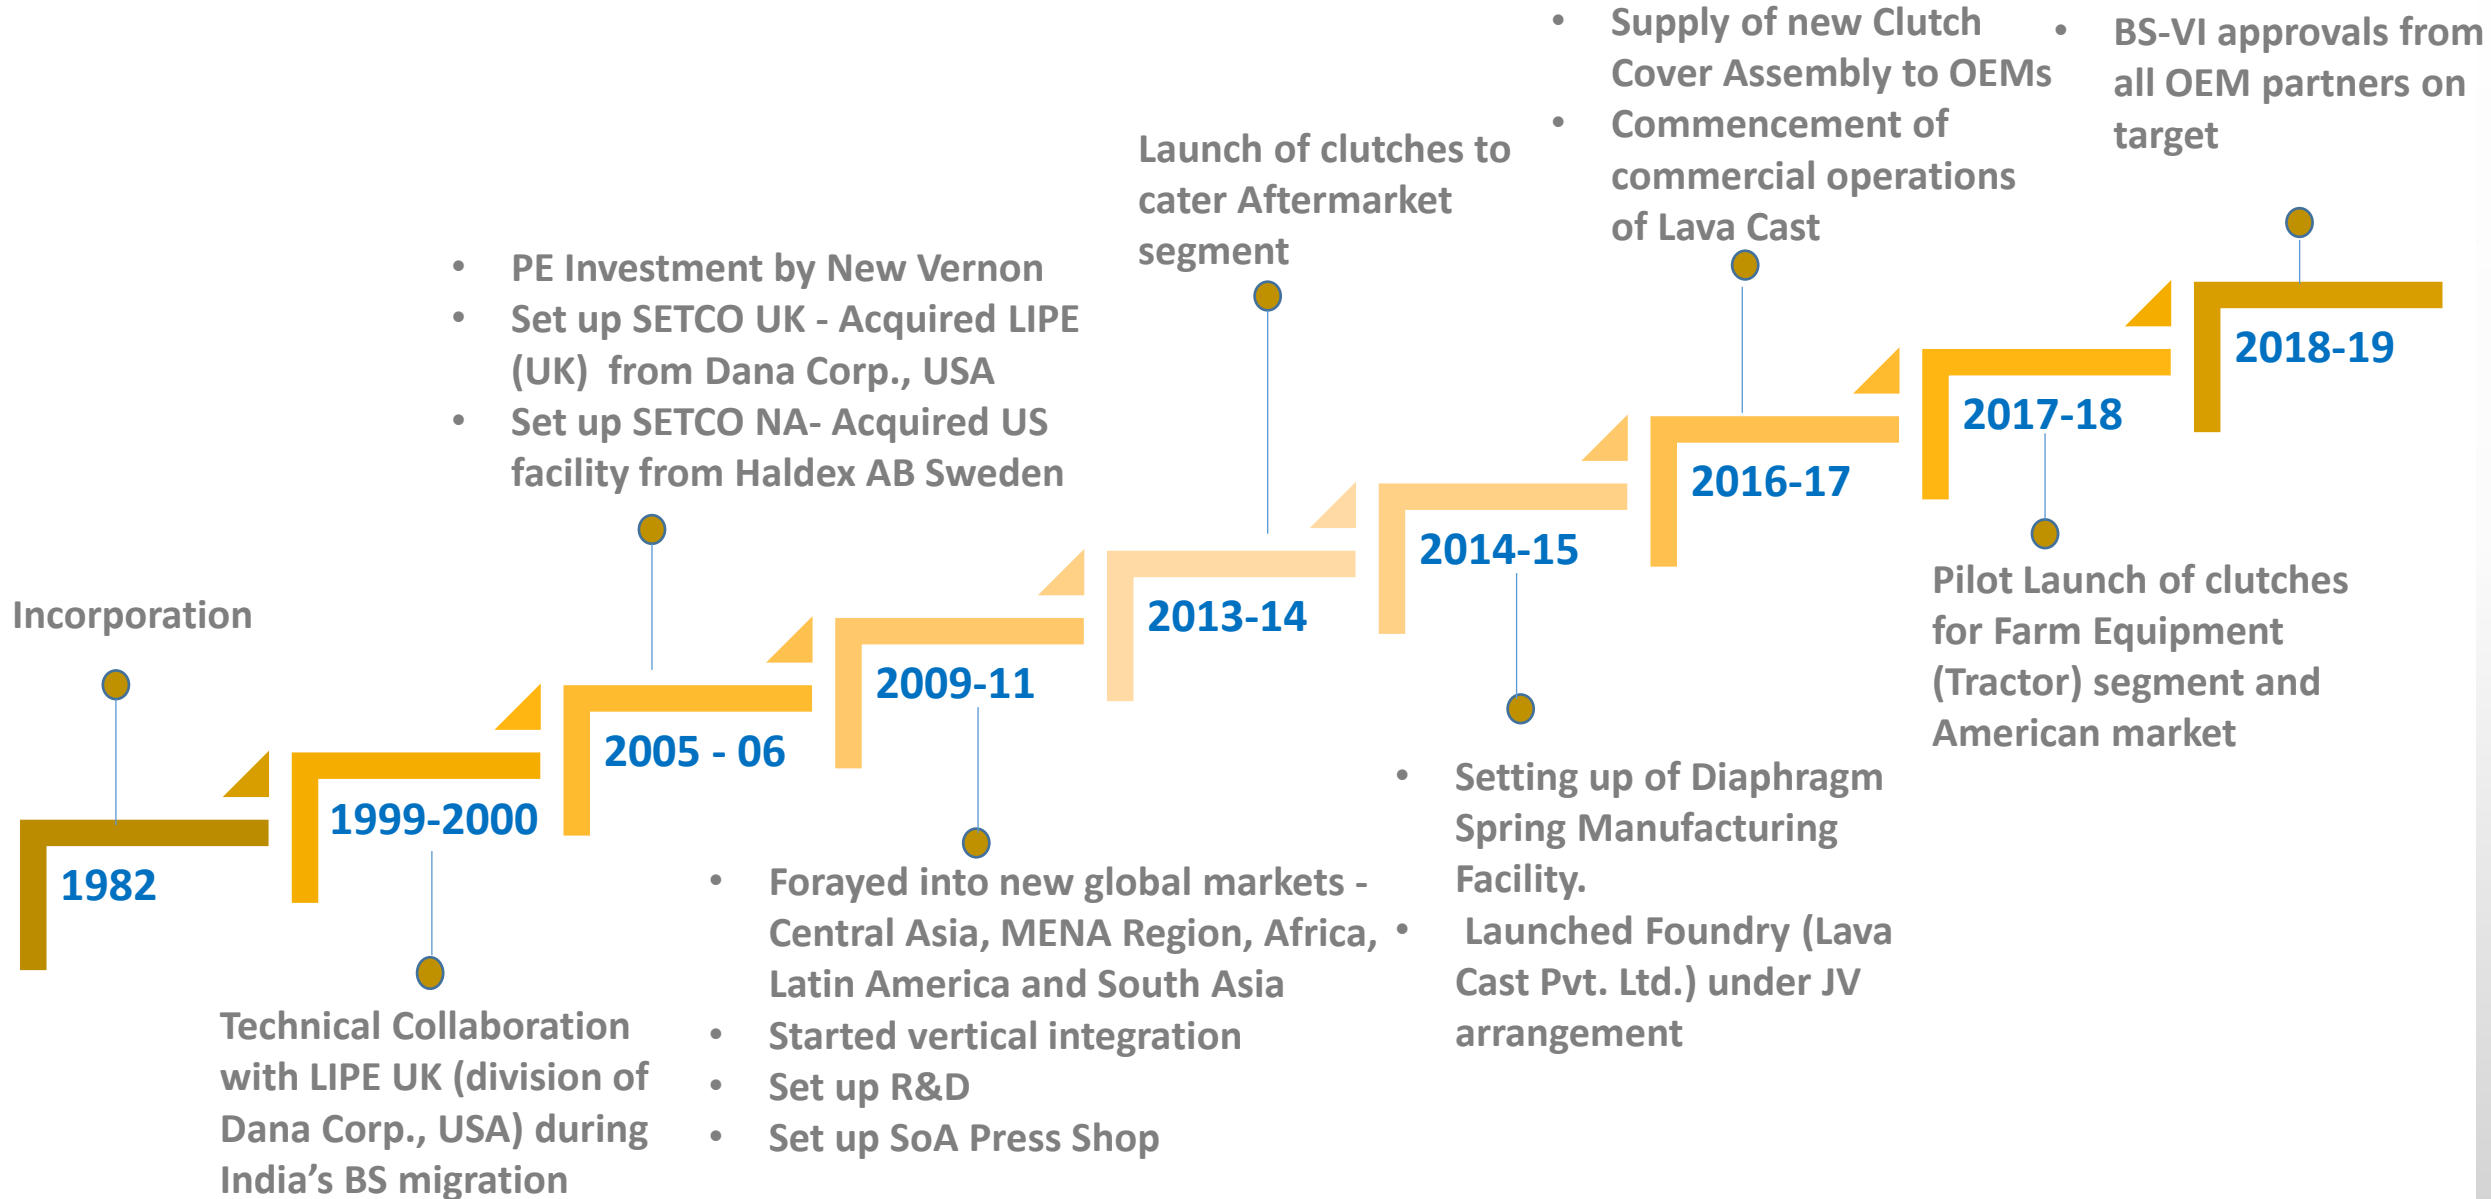 Incorporation
1982
1999-2000
Technical Collaboration
with LIPE UK (division of
Dana Corp., USA) during
India's BS migration
• PE Investment by New Vernon
• Set up SETCO UK - Acquired LIPE
(UK) from Dana Corp., USA
• Set up SETCO NA- Acquired US
facility from Haldex AB Sweden
2005 - 06
2009-11
• Forayed into new global markets -
Central Asia, MENA Region, Africa,
Latin America and South Asia
• Started vertical integration
• Set up R&D
• Set up SoA Press Shop
Launch of clutches to
cater Aftermarket
segment
2013-14
2014-15
• Setting up of Diaphragm
Spring Manufacturing
Facility.
• Launched Foundry (Lava
Cast Pvt. Ltd.) under JV
arrangement
• Supply of new Clutch
Cover Assembly to OEMs
• Commencement of
commercial operations
of Lava Cast
2016-17
2017-18
Pilot Launch of clutches
for Farm Equipment
(Tractor) segment and
American market
• BS-VI approvals from
all OEM partners on
target
2018-19